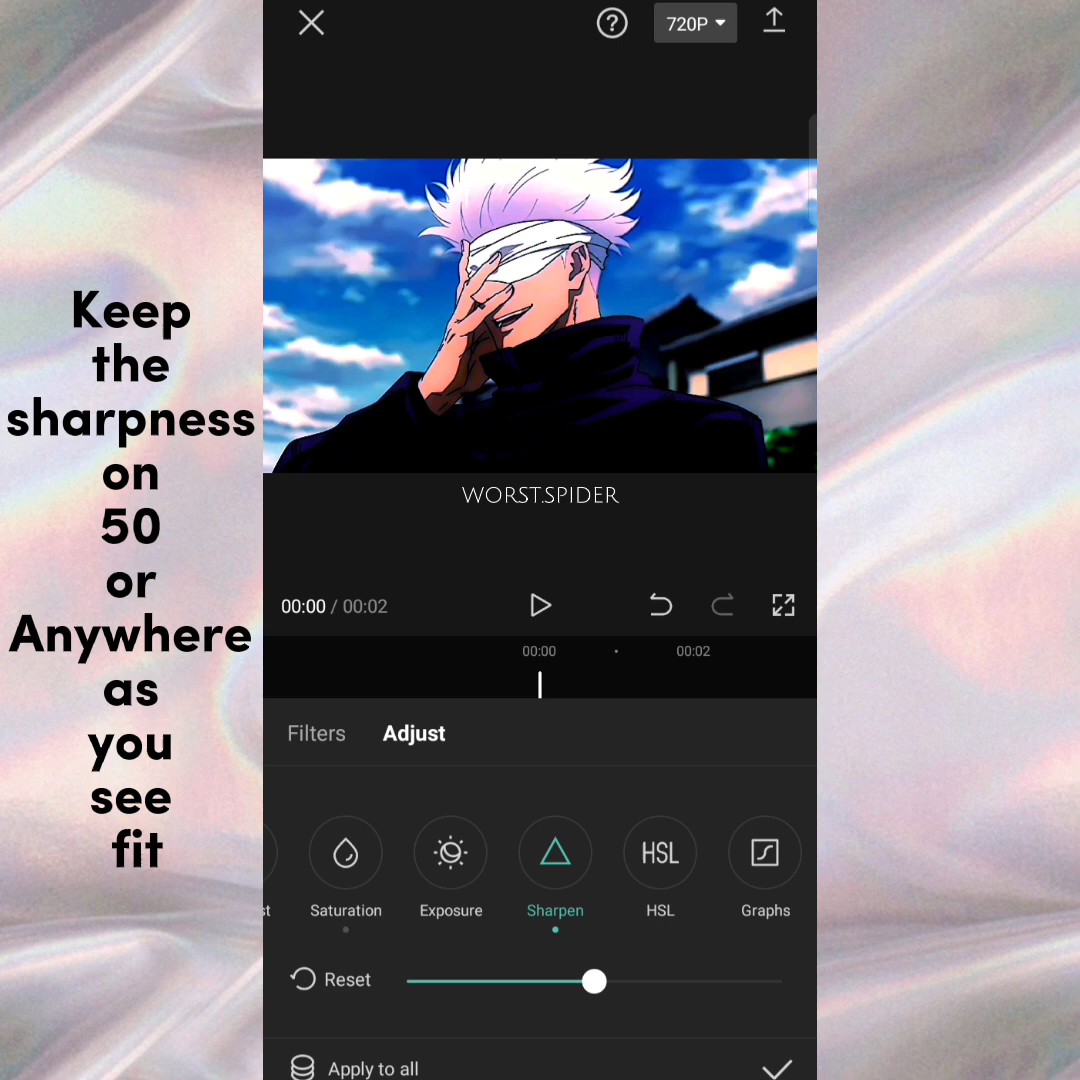 720P
Keep
the
sharpness
on
50
or
Anywhere
as
you
see
fit
WORST.SPIDER
00:00 / 00:02
00:00
00:02
Filters
Adjust
st
Saturation
Exposure
Sharpen
HSL
HSL
Graphs
Reset
Apply to all